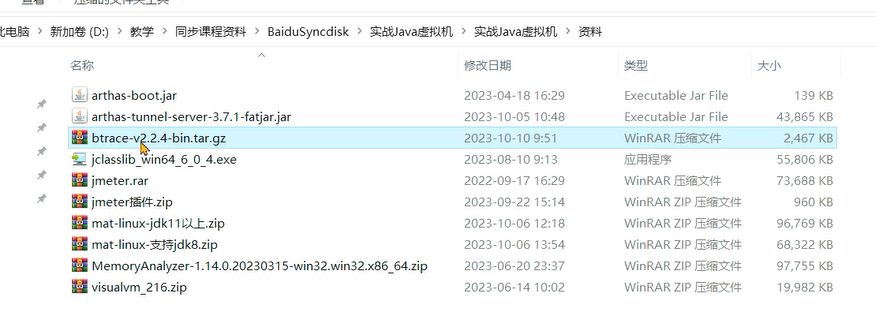 查看 压缩的文件夹工具
此电脑 > 新加卷 (D:) > 教学 > 同步课程资料 > BaiduSyncdisk > 实战Java虚拟机 > 实战Java虚拟机 > 资料
名称 修改日期 类型 大小
arthas-boot.jar 2023-04-18 16:29 Executable Jar File 139 KB
arthas-tunnel-server-3.7.1-fatjar.jar 2023-10-05 10:48 Executable Jar File 43,865 KB
btrace-v2.2.4-bin.tar.gz 2023-10-10 9:51 WinRAR 压缩文件 2,467 KB
jclasslib_win64_6_0_4.exe 2023-08-10 9:13 应用程序 55,806 KB
jmeter.rar 2022-09-17 16:29 WinRAR 压缩文件 73,688 KB
jmeter插件.zip 2023-09-22 15:14 WinRAR ZIP 压缩文件 960 KB
mat-linux-jdk11以上.zip 2023-10-06 12:18 WinRAR ZIP 压缩文件 96,769 KB
mat-linux-支持jdk8.zip 2023-10-06 13:54 WinRAR ZIP 压缩文件 68,322 KB
MemoryAnalyzer-1.14.0.20230315-win32.win32.x86_64.zip 2023-06-20 23:37 WinRAR ZIP 压缩文件 97,755 KB
visualvm_216.zip 2023-06-14 10:02 WinRAR ZIP 压缩文件 19,982 KB